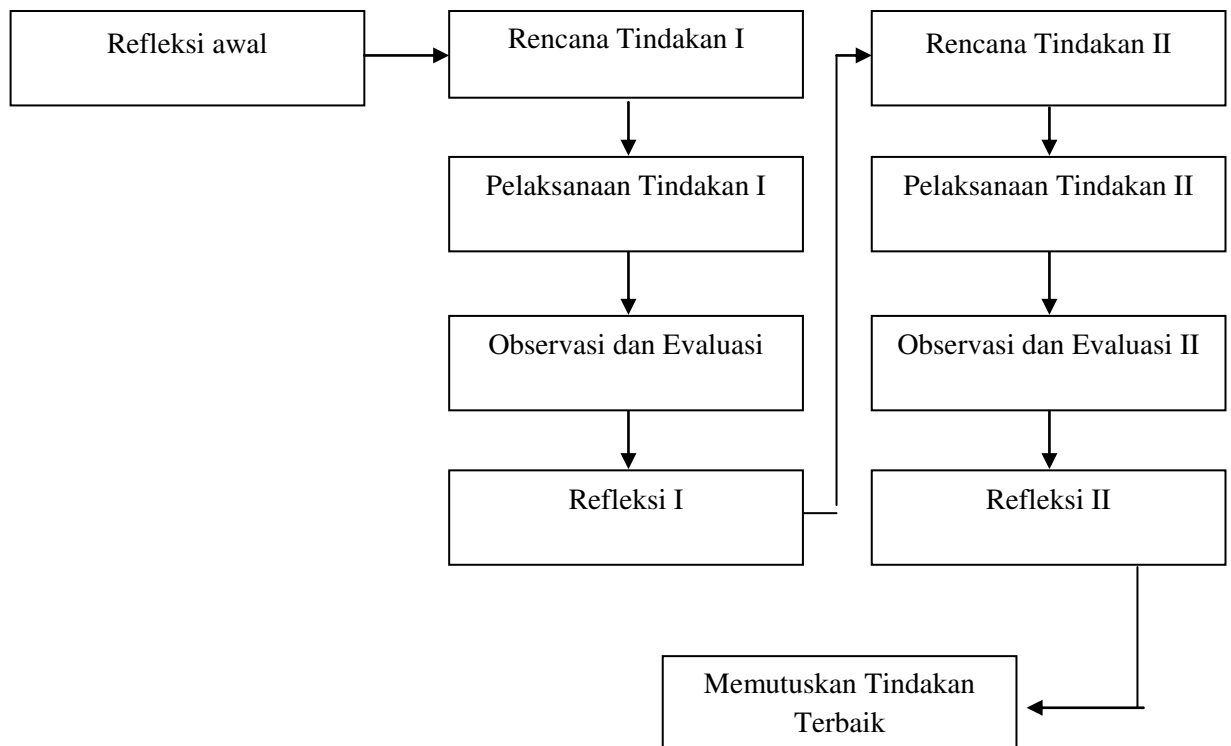 Refleksi awal
Rencana Tindakan I
Pelaksanaan Tindakan I
Observasi dan Evaluasi
Refleksi I
Rencana Tindakan II
Pelaksanaan Tindakan II
Observasi dan Evaluasi II
Refleksi II
Memutuskan Tindakan
Terbaik